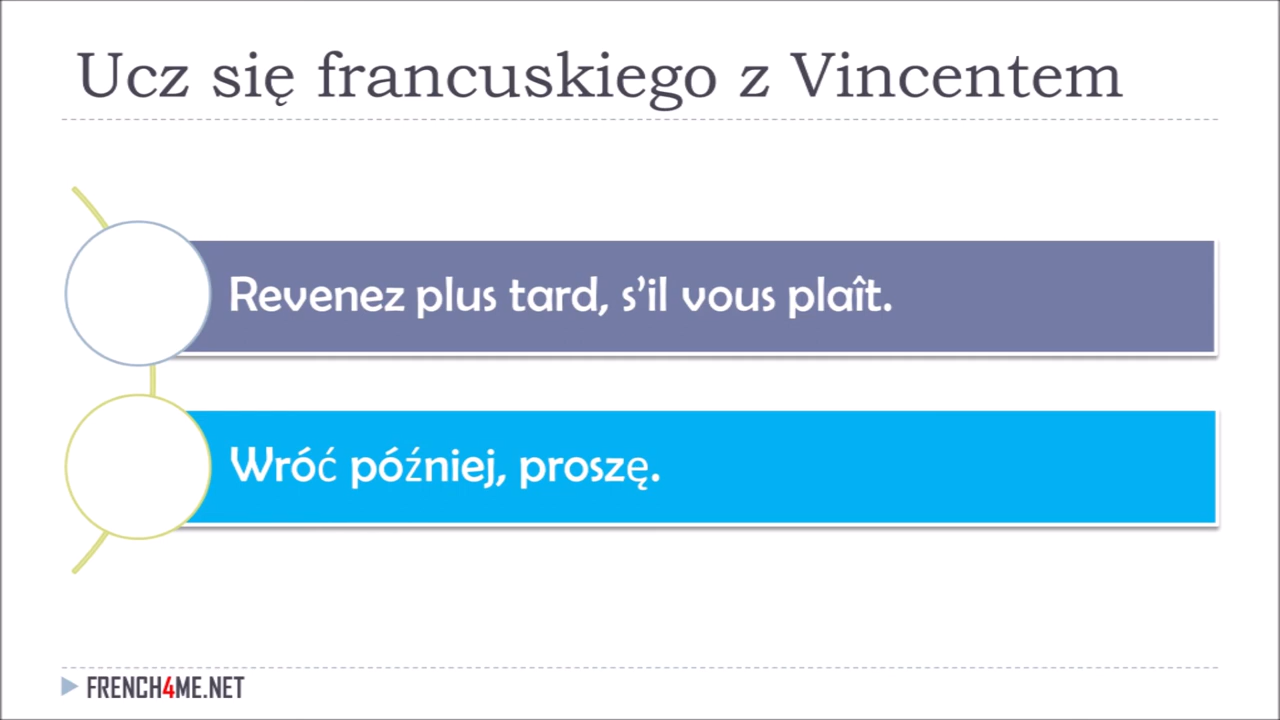 Ucz się francuskiego z Vincentem
Revenez plus tard, s’il vous plaît.
Wróć później, proszę.
FRENCH4ME.NET